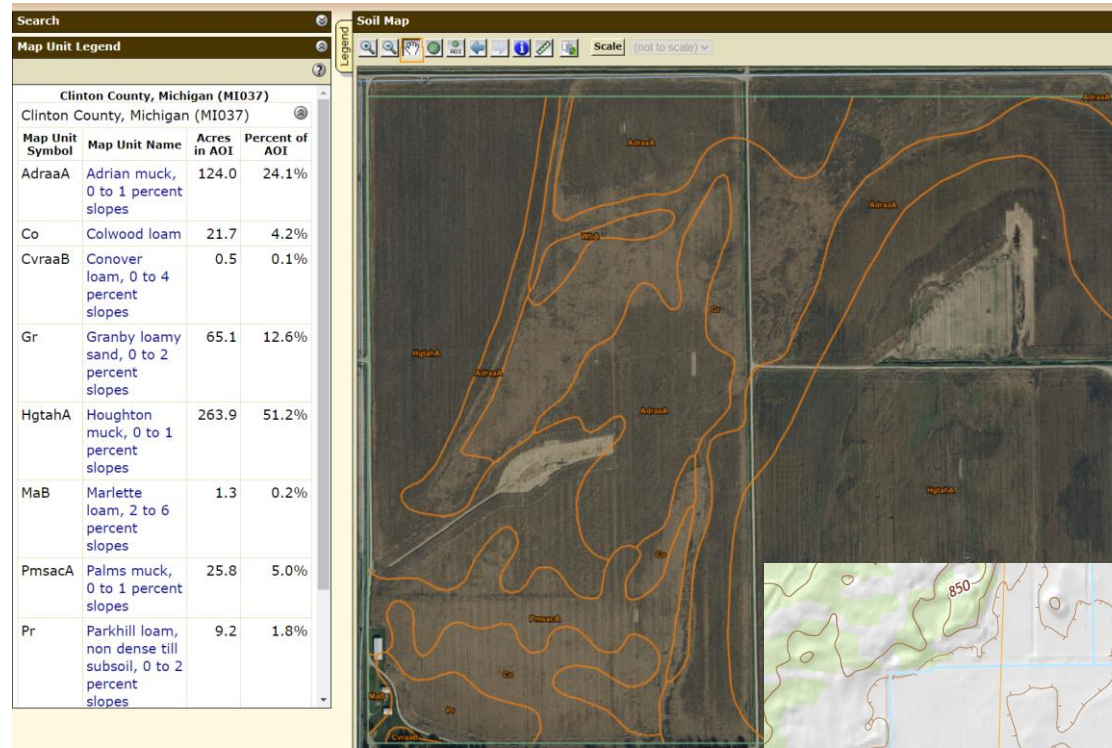 Search
Map Unit Legend
Clinton County, Michigan (MI037)
Clinton County, Michigan (MI037)
Map Unit Symbol Map Unit Name Acres in AOI Percent of AOI
AdraaA Adrian muck, 0 to 1 percent slopes 124.0 24.1%
Co Colwood loam 21.7 4.2%
CvraaB Conover loam, 0 to 4 percent slopes 0.5 0.1%
Gr Granby loamy sand, 0 to 2 percent slopes 65.1 12.6%
HgtahA Houghton muck, 0 to 1 percent slopes 263.9 51.2%
MaB Marlette loam, 2 to 6 percent slopes 1.3 0.2%
PmsacA Palms muck, 0 to 1 percent slopes 25.8 5.0%
Pr Parkhill loam, non dense till subsoil, 0 to 2 percent slopes 9.2 1.8%
Legend
Soil Map
AOI
Scale (not to scale)
AdraaA
AdraaA
AdraaA
WbA
Gr
HgtahA
AdraaA
AdraaA
HgtahA
Co
PmsacA
Co
MaB
Pr
CvraaB
850